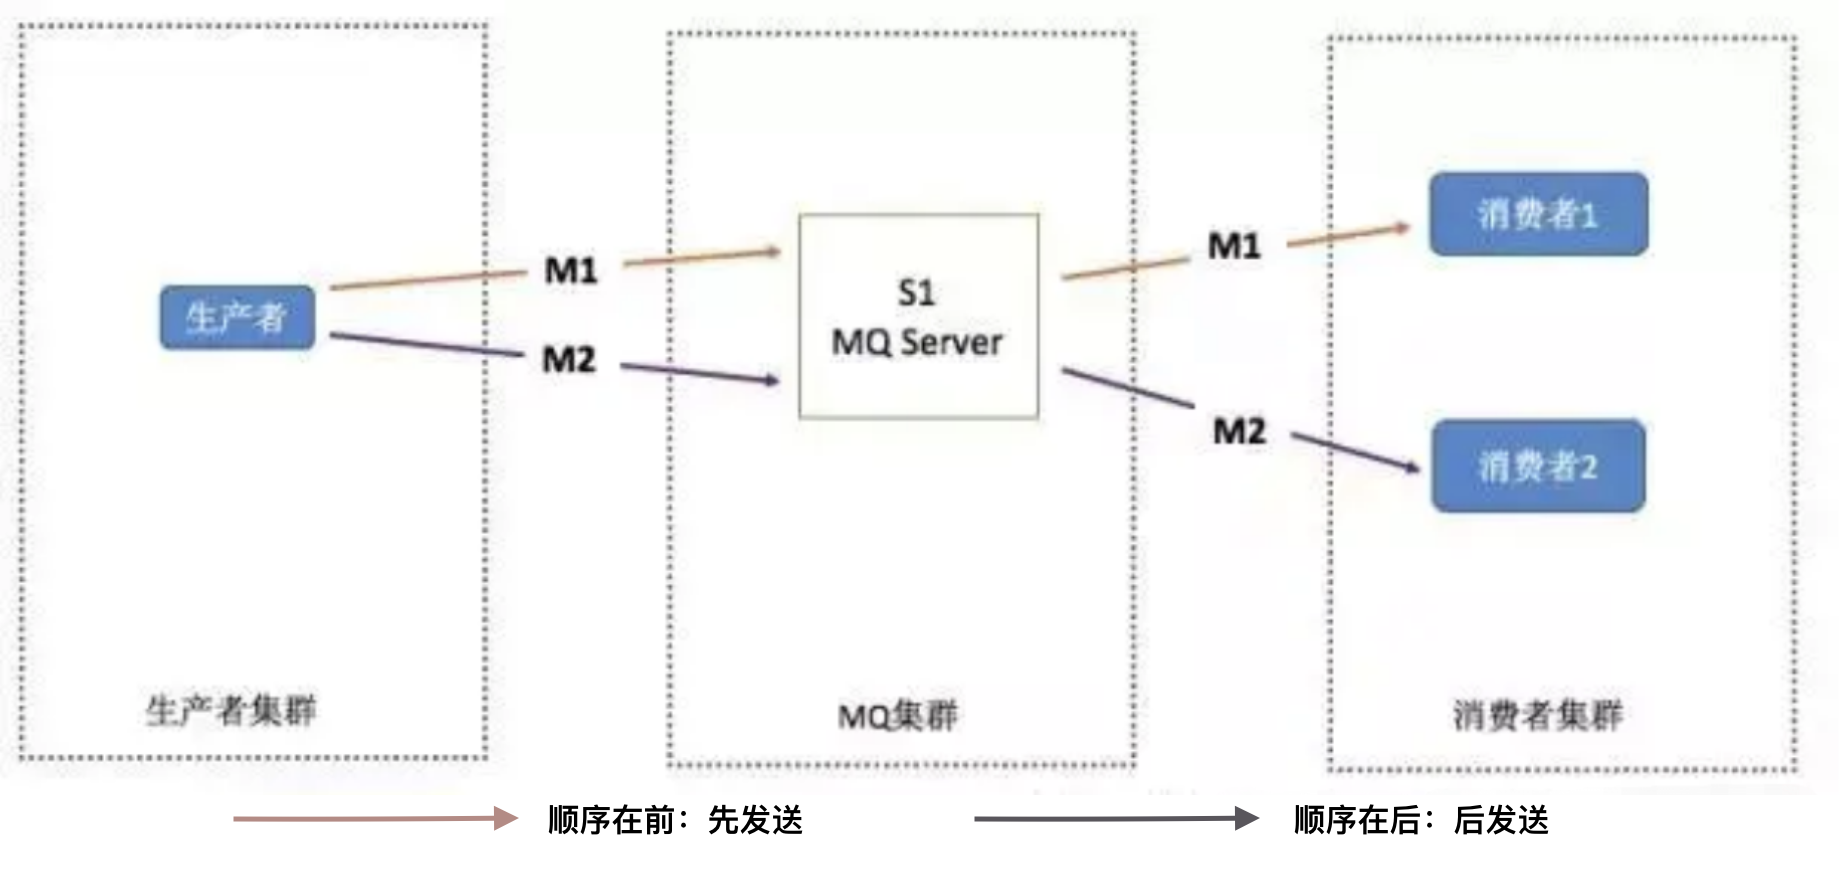 生产者
M1
M2
S1
MQ Server
M1
M2
消费者1
消费者2
生产者集群
MQ集群
消费者集群
顺序在前：先发送
顺序在后：后发送